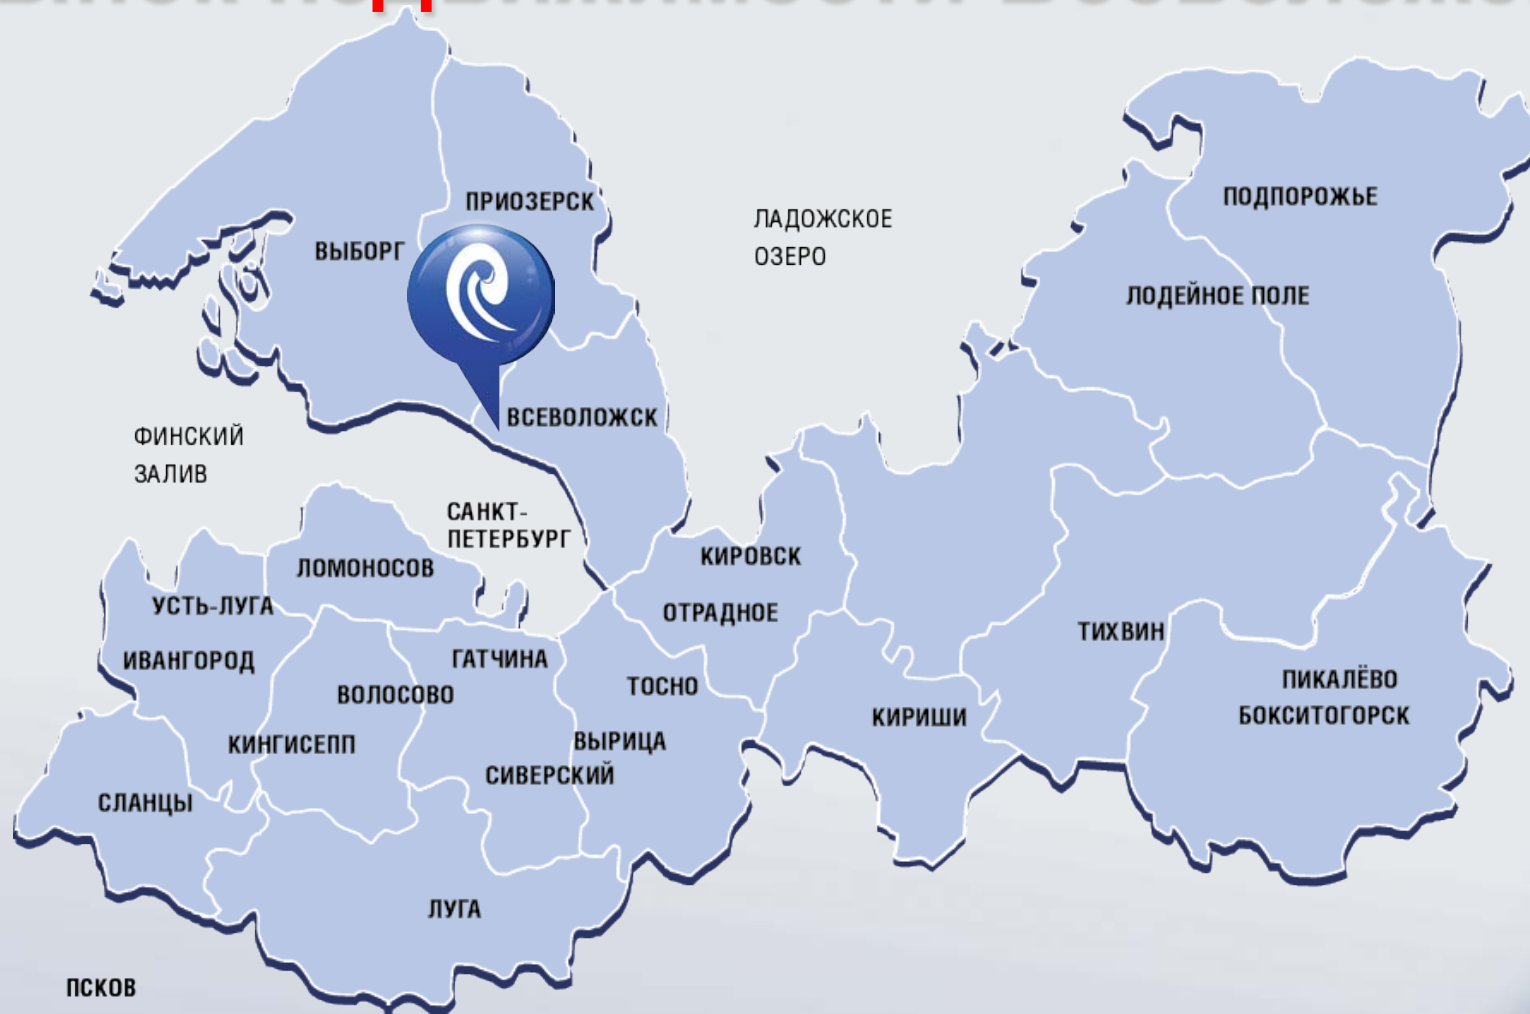 ПРИОЗЕРСК
ВЫБОРГ
ЛАДОЖСКОЕ
ОЗЕРО
ПОДПОРОЖЬЕ
ЛОДЕЙНОЕ ПОЛЕ
ВСЕВОЛОЖСК
ФИНСКИЙ
ЗАЛИВ
САНКТ-
ПЕТЕРБУРГ
ЛОМОНОСОВ
КИРОВСК
УСТЬ-ЛУГА
ОТРАДНОЕ
ИВАНГОРОД
ГАТЧИНА
ТИХВИН
ВОЛОСОВО
ТОСНО
ПИКАЛЁВО
БОКСИТОГОРСК
КИРИШИ
КИНГИСЕПП
ВЫРИЦА
СИВЕРСКИЙ
СЛАНЦЫ
ЛУГА
ПСКОВ